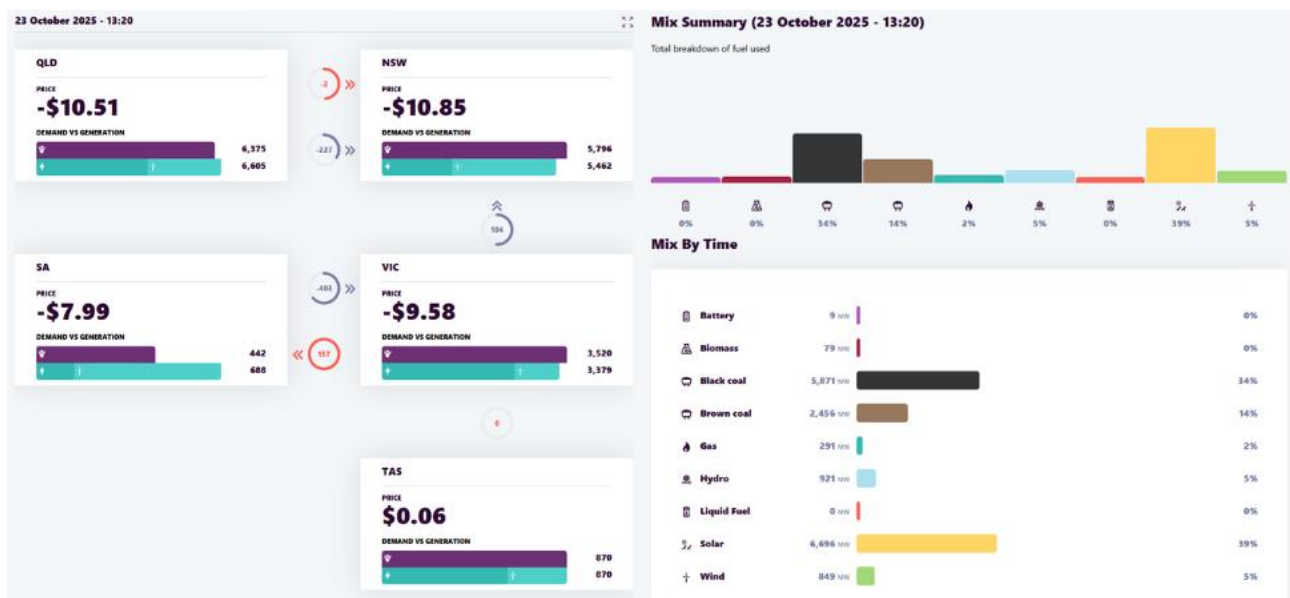 23 October 2025 - 13:20
QLD
PRICE
-$10.51
DEMAND VS GENERATION
6,375
6,605
-2
-227
NSW
PRICE
-$10.85
DEMAND VS GENERATION
5,796
5,462
104
SA
PRICE
-$7.99
DEMAND VS GENERATION
442
688
157
VIC
PRICE
-$9.58
DEMAND VS GENERATION
3,520
3,379
TAS
PRICE
$0.06
DEMAND VS GENERATION
870
870
Mix Summary (23 October 2025 - 13:20)
Total breakdown of fuel used
0% 0% 34% 14% 2% 5% 0% 39% 5%
Mix By Time
Battery 9 MW 0%
Biomass 79 MW 0%
Black coal 5,871 MW 34%
Brown coal 2,456 MW 14%
Gas 291 MW 2%
Hydro 921 MW 5%
Liquid Fuel 0 MW 0%
Solar 6,696 MW 39%
Wind 849 MW 5%